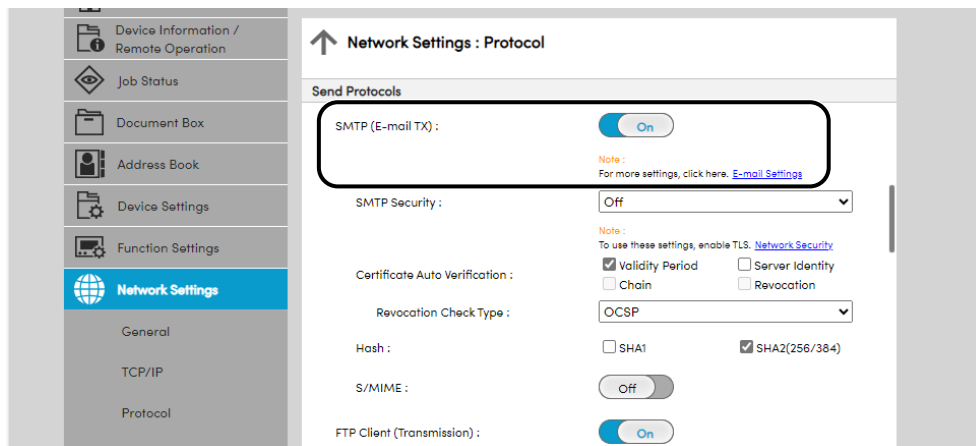 Device Information /
Remote Operation
Job Status
Document Box
Address Book
Device Settings
Function Settings
Network Settings
General
TCP/IP
Protocol
Network Settings : Protocol
Send Protocols
SMTP (E-mail TX) : On
Note :
For more settings, click here. E-mail Settings
SMTP Security : Off
Note :
To use these settings, enable TLS. Network Security
Certificate Auto Verification : Validity Period Server Identity
Chain Revocation
Revocation Check Type : OCSP
Hash : SHA1 SHA2(256/384)
S/MIME : Off
FTP Client (Transmission) : On